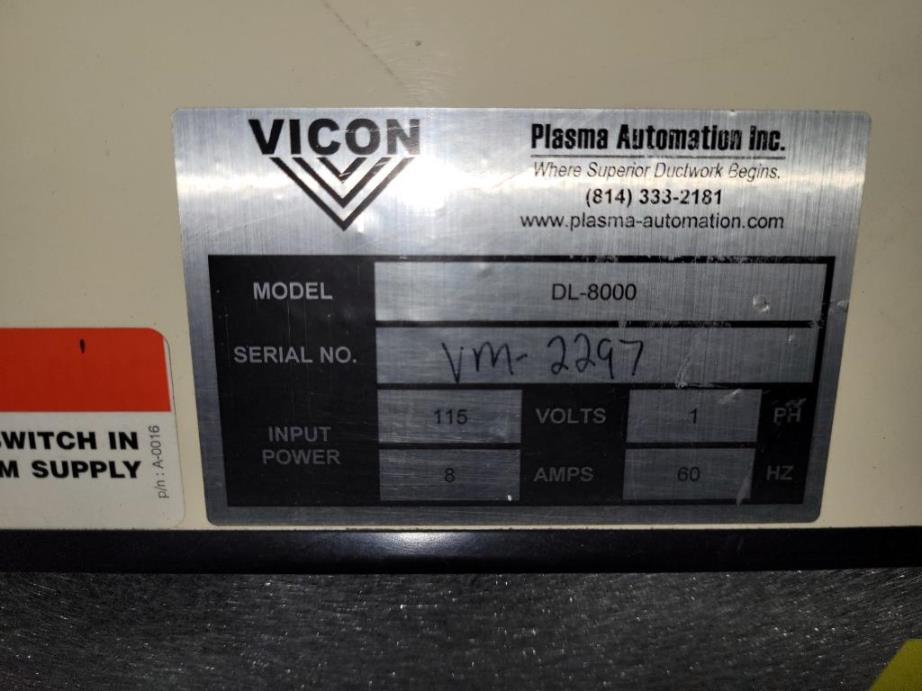 VICON
Plasma Automation Inc.
Where Superior Ductwork Begins.
(814) 333-2181
www.plasma-automation.com
MODEL DL-8000
SERIAL NO. VM-2297
INPUT POWER
115 VOLTS 1 PH
8 AMPS 60 HZ
SWITCH IN
M SUPPLY
p/n : A-0016